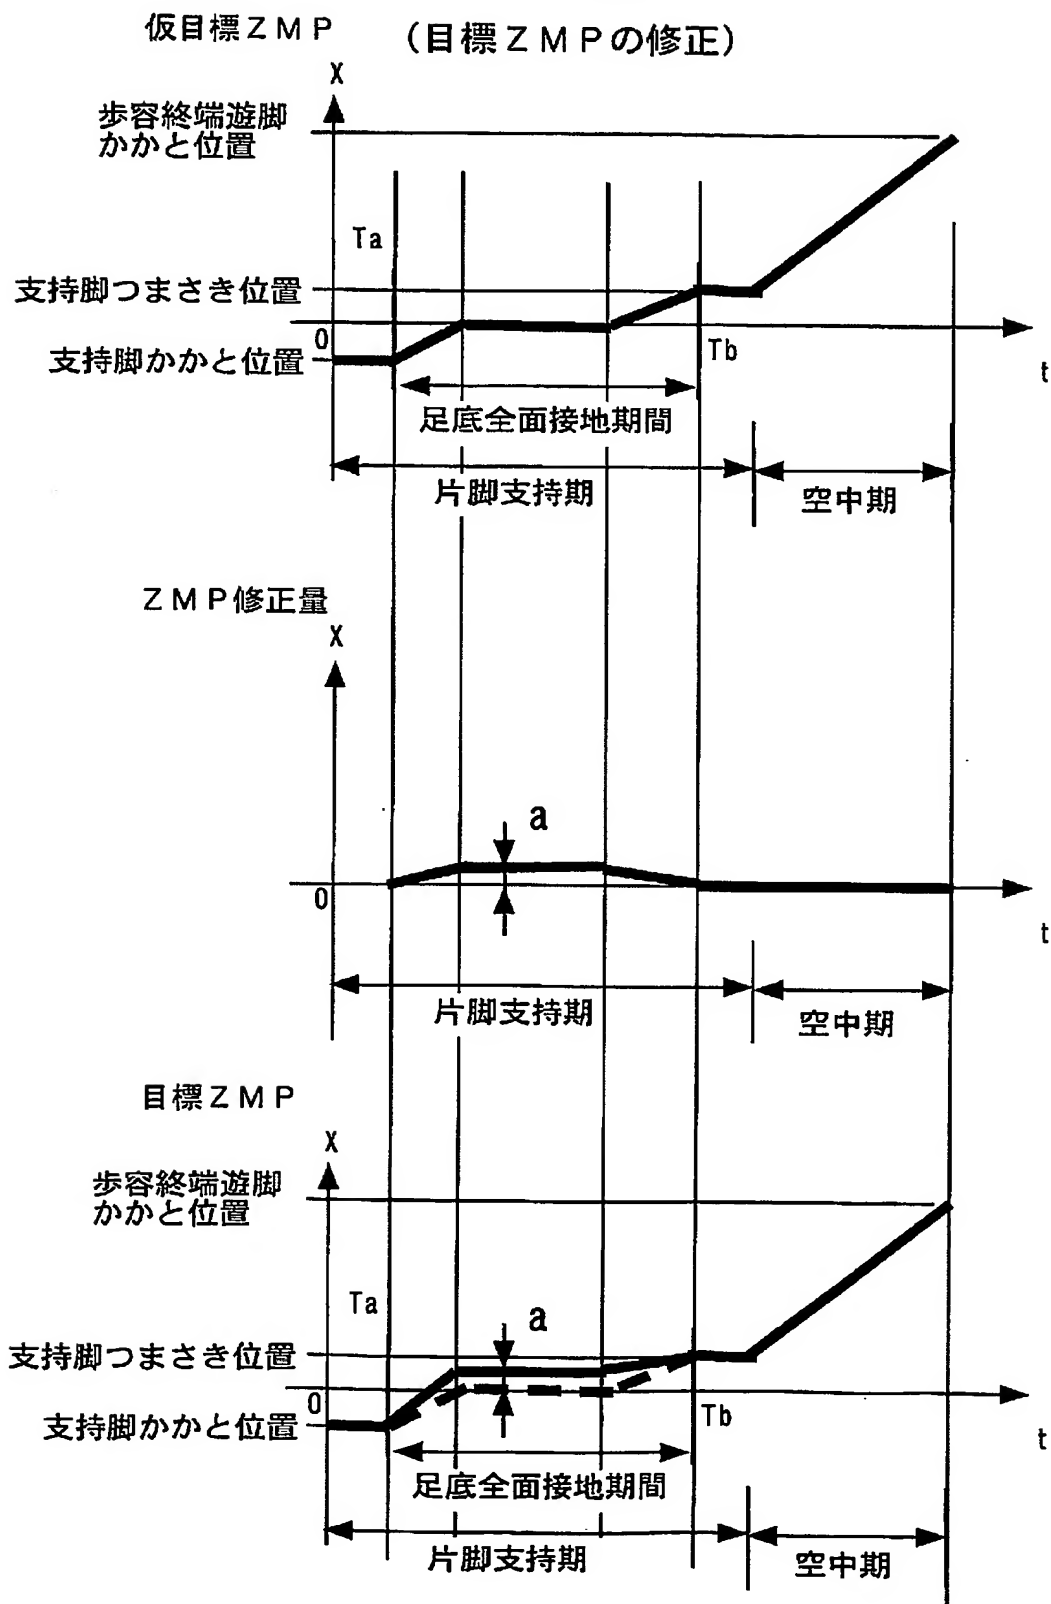 仮目標ZMP
(目標ZMPの修正)
X
歩容終端遊脚
かかと位置
Ta
支持脚つまさき位置
0
支持脚かかと位置
Tb
t
足底全面接地期間
片脚支持期
空中期
ZMP修正量
X
a
0
t
片脚支持期
空中期
目標ZMP
X
歩容終端遊脚
かかと位置
Ta
a
支持脚つまさき位置
0
支持脚かかと位置
Tb
t
足底全面接地期間
片脚支持期
空中期